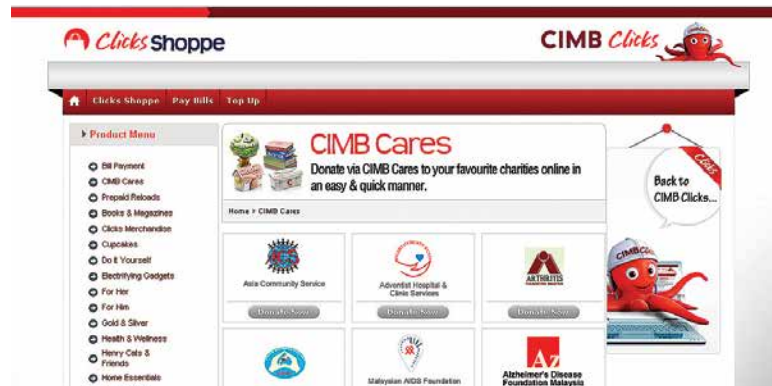 Clicks Shoppe
CIMB Clicks
Clicks Shoppe Pay Bills Top Up
Product Menu
Bill Payment
CIMB Cares
Prepaid Reloads
Books & Magazines
Clicks Merchandise
Cupcakes
Do It Yourself
Electrifying Gadgets
For Her
For Him
Gold & Silver
Health & Wellness
Henry Cats &
Friends
Home Essentials
CIMB Cares
Donate via CIMB Cares to your favourite charities online in
an easy & quick manner.
Home > CIMB Cares
Asia Community Service
Donate Now
Adventist Hospital &
Clinic Services
Donate Now
ARTHRITIS
Donate Now
Malaysian AIDS Foundation
Az
Alzheimer's Disease
Foundation Malaysia
Clicks
Back to
CIMB Clicks...